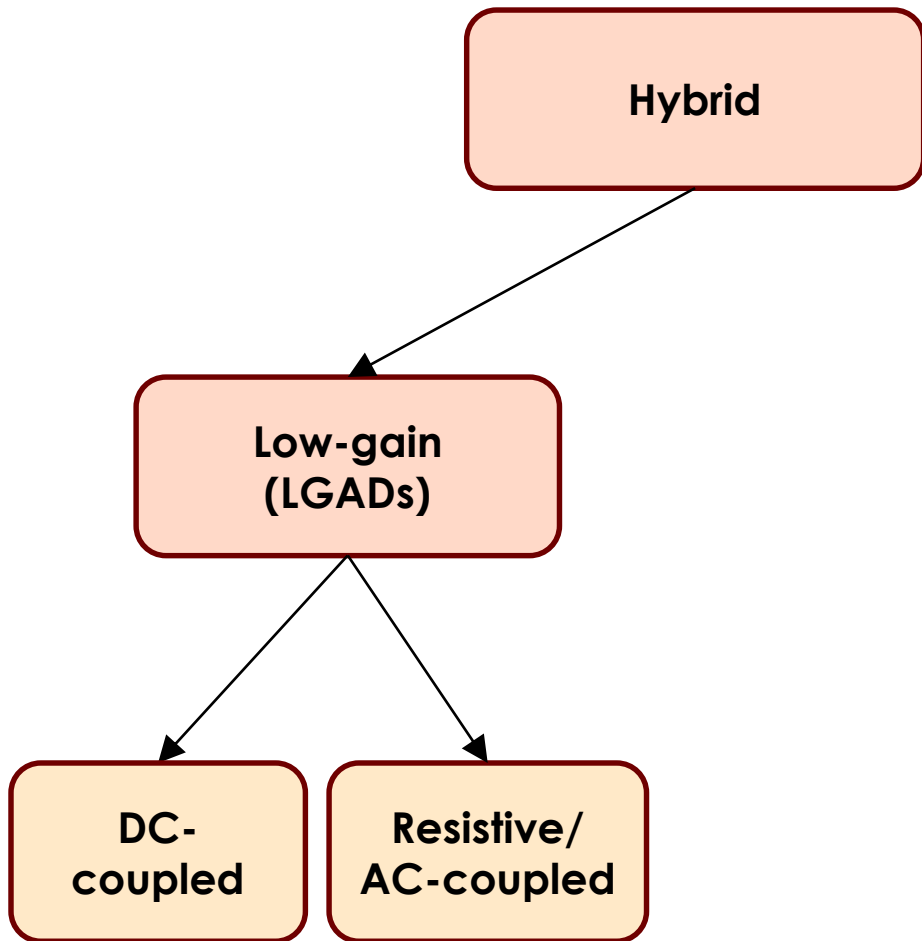 Hybrid
Low-gain
(LGADs)
DC-
coupled
Resistive/
AC-coupled